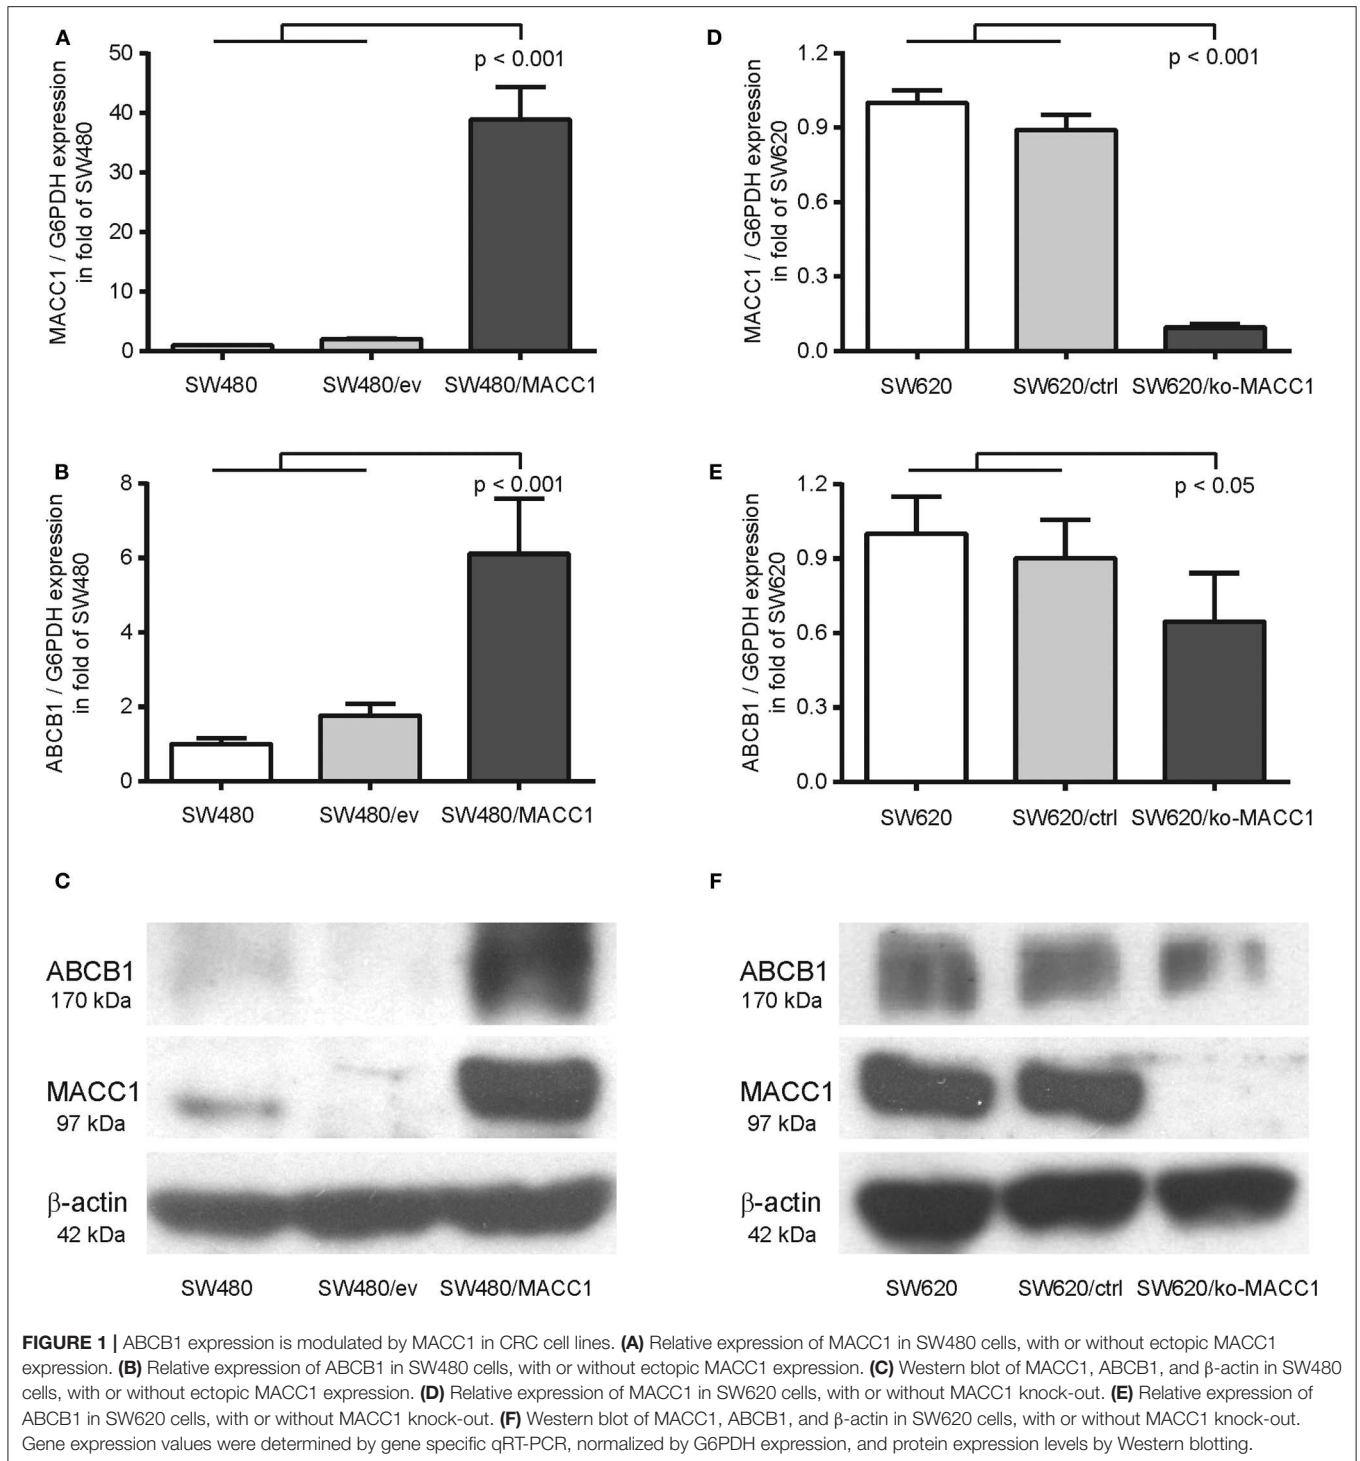 A
MACC1 / G6PDH expression
in fold of SW480
50
40
30
20
10
0
p < 0.001
SW480
SW480/ev
SW480/MACC1
D
MACC1 / G6PDH expression
in fold of SW620
1.2
0.9
0.6
0.3
0.0
p < 0.001
SW620
SW620/ctrl
SW620/ko-MACC1
B
ABCB1 / G6PDH expression
in fold of SW480
8
6
4
2
0
p < 0.001
SW480
SW480/ev
SW480/MACC1
E
ABCB1 / G6PDH expression
in fold of SW620
1.2
0.9
0.6
0.3
0.0
p < 0.05
SW620
SW620/ctrl
SW620/ko-MACC1
C
ABCB1
170 kDa
MACC1
97 kDa
β-actin
42 kDa
SW480
SW480/ev
SW480/MACC1
F
ABCB1
170 kDa
MACC1
97 kDa
β-actin
42 kDa
SW620
SW620/ctrl
SW620/ko-MACC1
FIGURE 1 | ABCB1 expression is modulated by MACC1 in CRC cell lines. (A) Relative expression of MACC1 in SW480 cells, with or without ectopic MACC1
expression. (B) Relative expression of ABCB1 in SW480 cells, with or without ectopic MACC1 expression. (C) Western blot of MACC1, ABCB1, and β-actin in SW480
cells, with or without ectopic MACC1 expression. (D) Relative expression of MACC1 in SW620 cells, with or without MACC1 knock-out. (E) Relative expression of
ABCB1 in SW620 cells, with or without MACC1 knock-out. (F) Western blot of MACC1, ABCB1, and β-actin in SW620 cells, with or without MACC1 knock-out.
Gene expression values were determined by gene specific qRT-PCR, normalized by G6PDH expression, and protein expression levels by Western blotting.